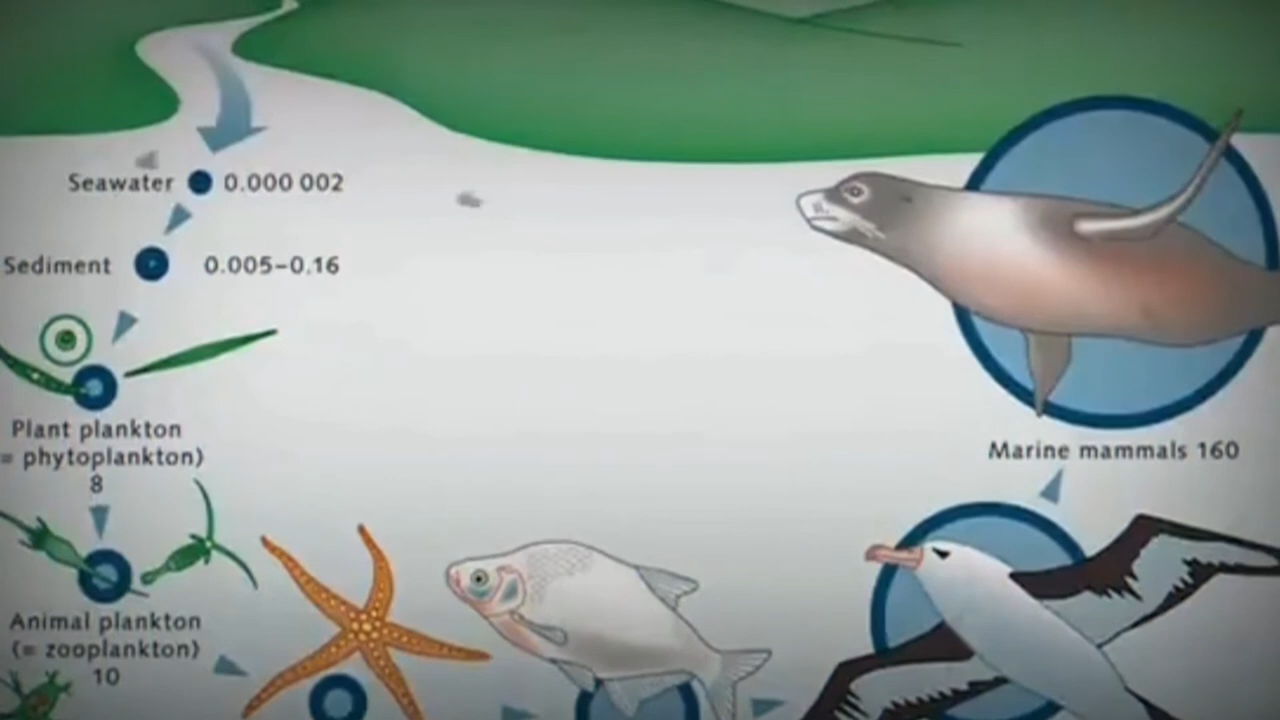 Seawater 0.000 002
Sediment 0.005–0.16
Plant plankton
= phytoplankton)
8
Marine mammals 160
Animal plankton
(= zooplankton)
10